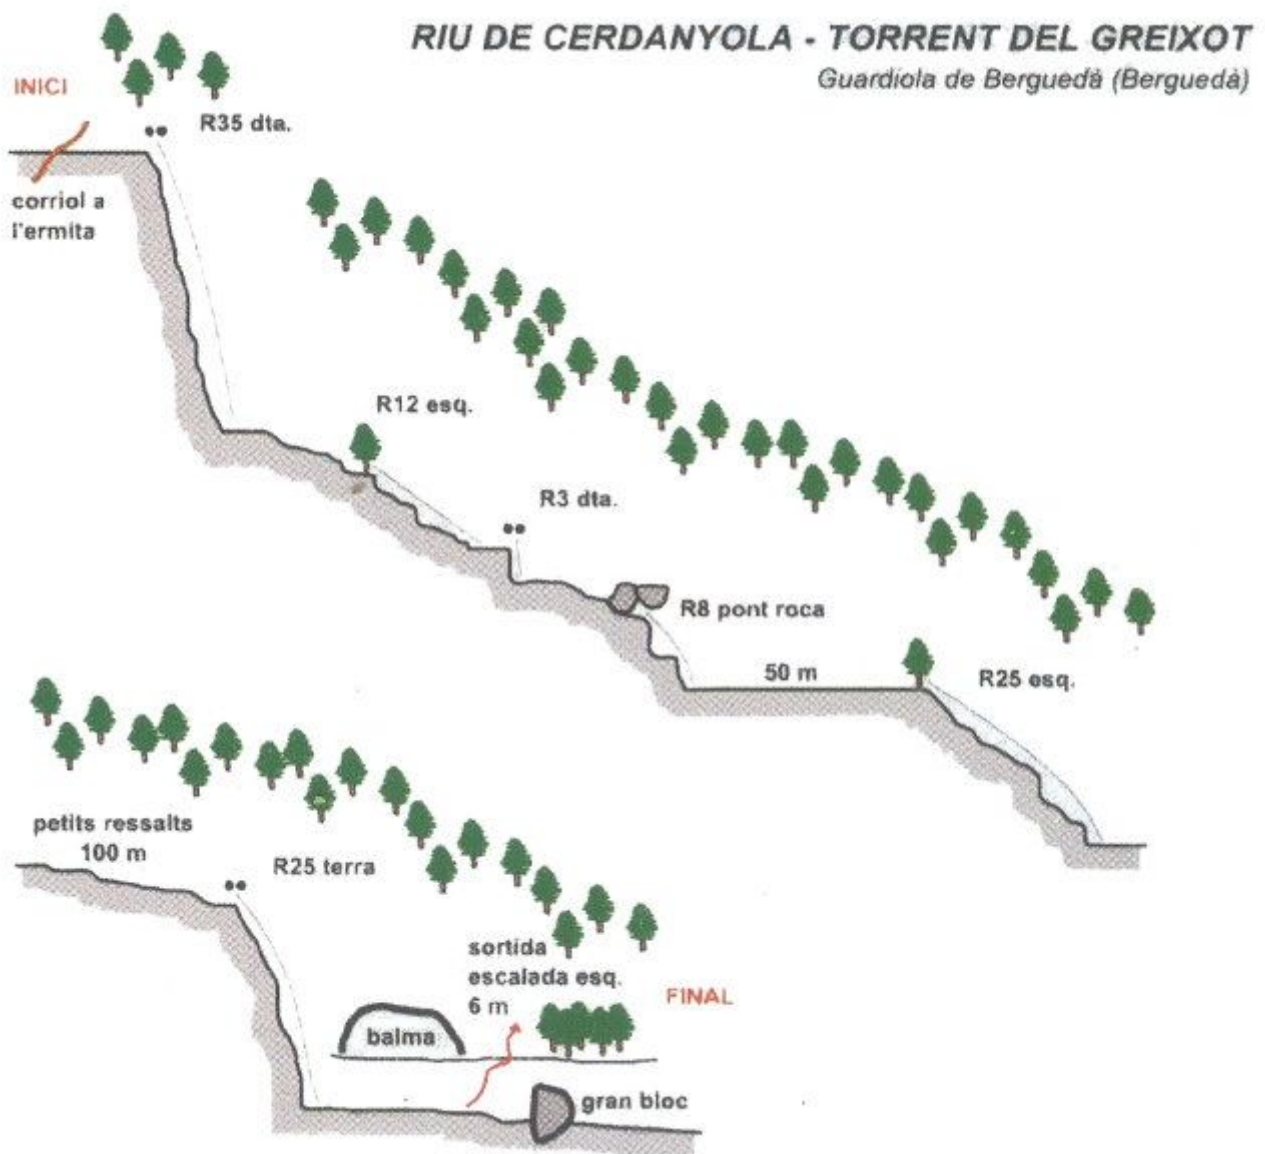 RIU DE CERDANYOLA - TORRENT DEL GREIXOT
Guardiola de Berguedà (Berguedà)
INICI
R35 dta.
corriol a
l'ermita
R12 esq.
R3 dta.
R8 pont roca
50 m
R25 esq.
petits ressalts
100 m
R25 terra
sortida
escalada esq.
6 m
FINAL
balma
gran bloc